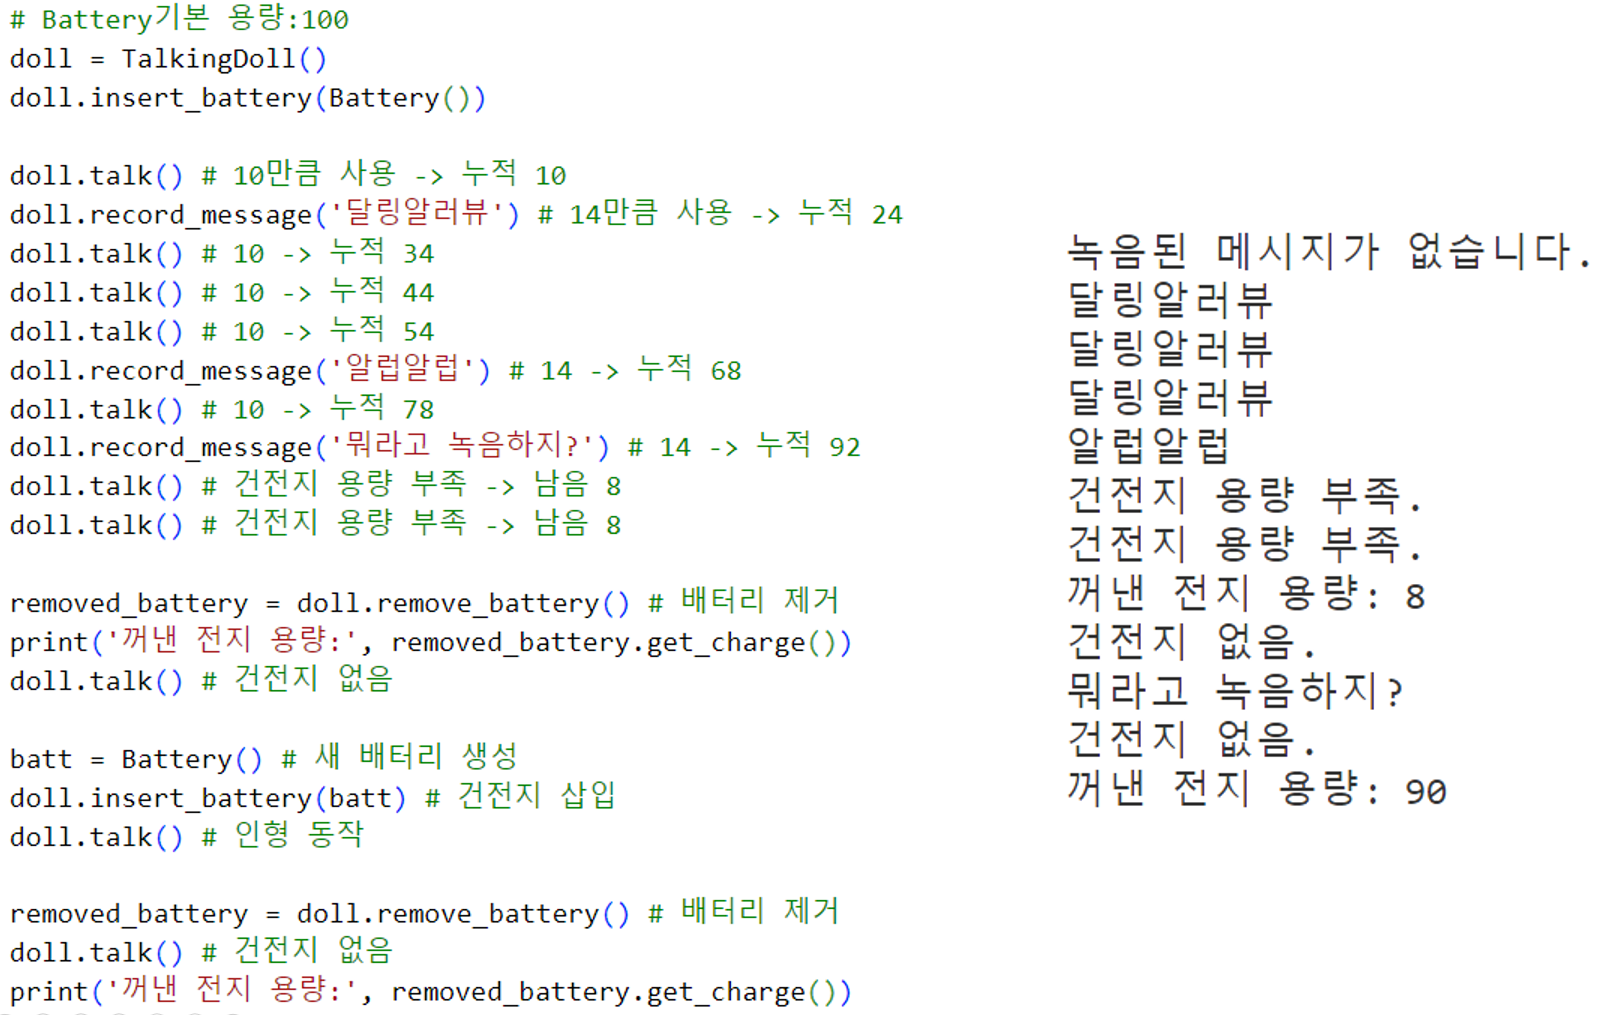 # Battery기본 용량:100
doll = TalkingDoll()
doll.insert_battery(Battery())
doll.talk() # 10만큼 사용 -> 누적 10
doll.record_message('달링알러뷰') # 14만큼 사용 -> 누적 24
doll.talk() # 10 -> 누적 34
doll.talk() # 10 -> 누적 44
doll.talk() # 10 -> 누적 54
doll.record_message('알럽알럽') # 14 -> 누적 68
doll.talk() # 10 -> 누적 78
doll.record_message('뭐라고 녹음하지?') # 14 -> 누적 92
doll.talk() # 건전지 용량 부족 -> 남음 8
doll.talk() # 건전지 용량 부족 -> 남음 8
removed_battery = doll.remove_battery() # 배터리 제거
print('꺼낸 전지 용량:', removed_battery.get_charge())
doll.talk() # 건전지 없음
batt = Battery() # 새 배터리 생성
doll.insert_battery(batt) # 건전지 삽입
doll.talk() # 인형 동작
removed_battery = doll.remove_battery() # 배터리 제거
doll.talk() # 건전지 없음
print('꺼낸 전지 용량:', removed_battery.get_charge())
녹음된 메시지가 없습니다.
달링알러뷰
달링알러뷰
달링알러뷰
알럽알럽
건전지 용량 부족.
건전지 용량 부족.
꺼낸 전지 용량: 8
건전지 없음.
뭐라고 녹음하지?
건전지 없음.
꺼낸 전지 용량: 90